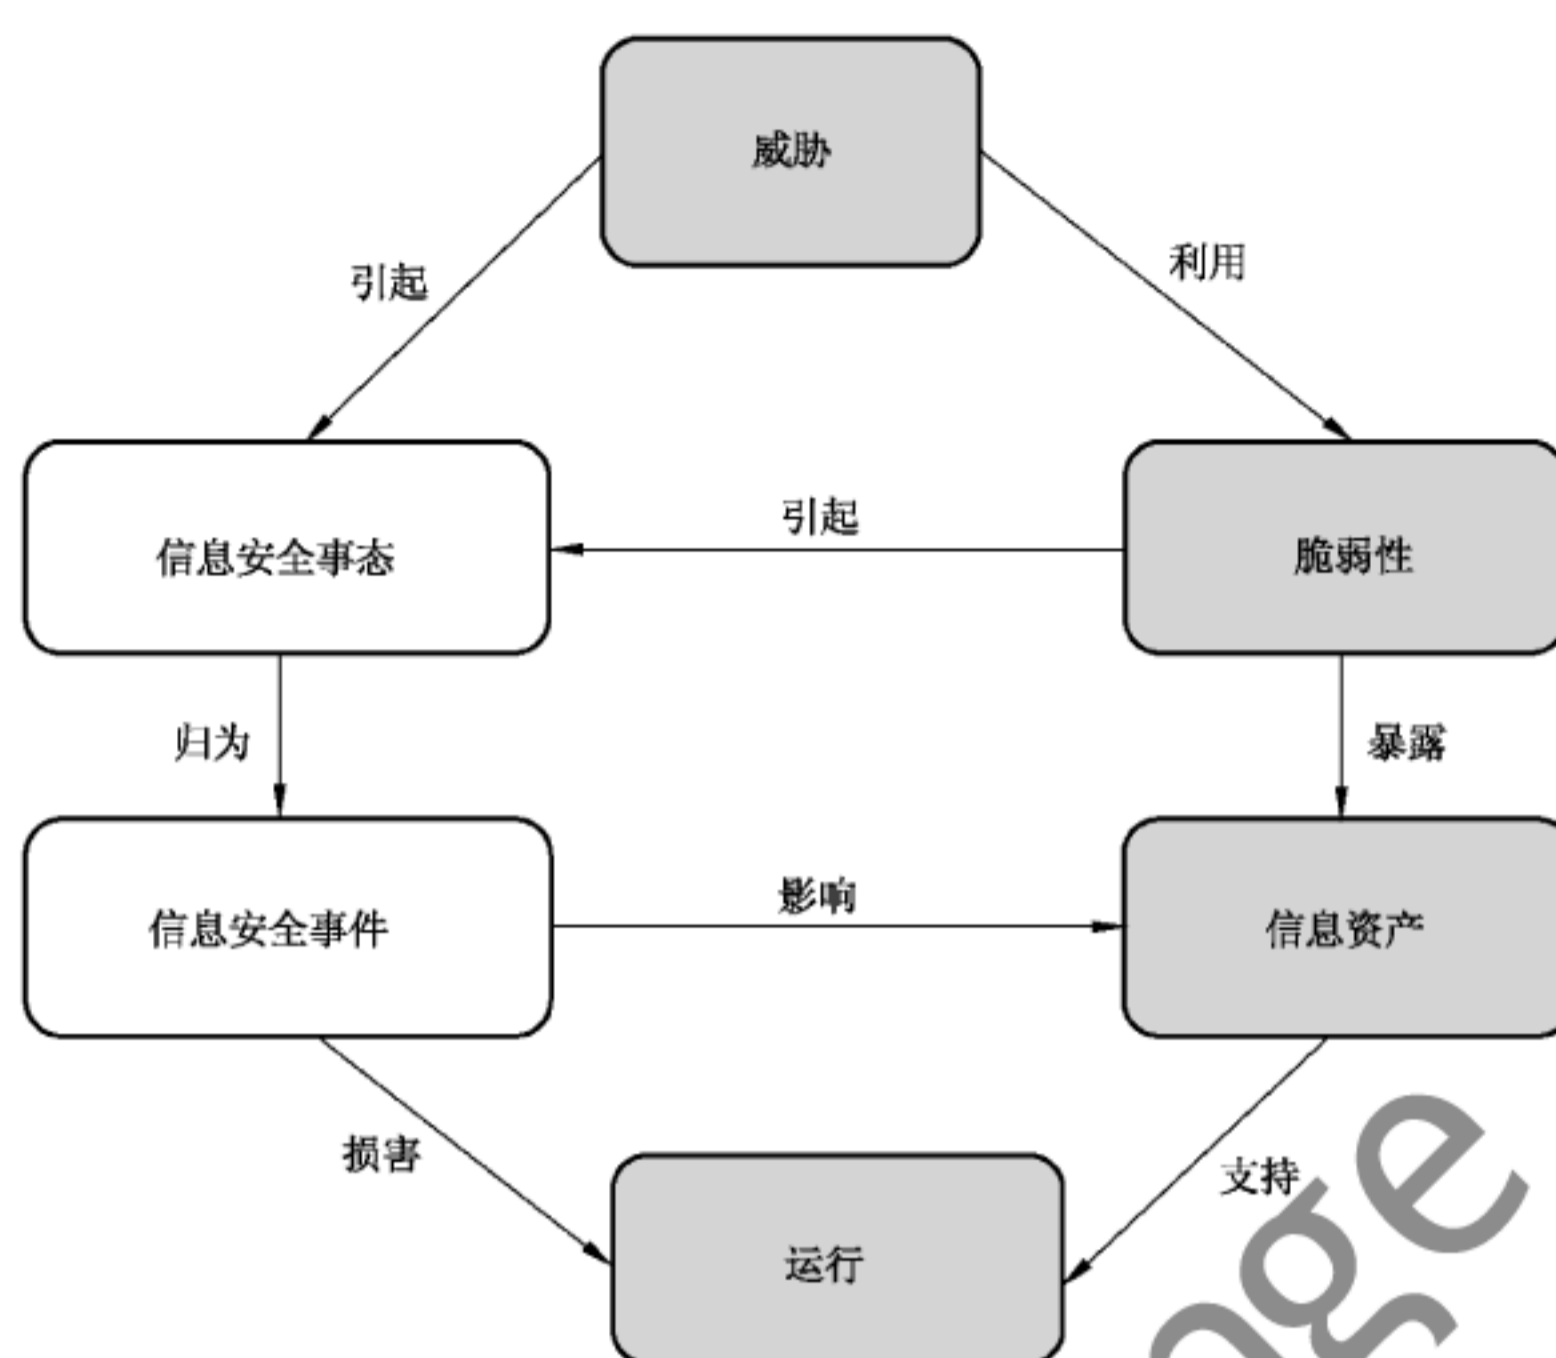 威胁
引起
利用
引起
信息安全事态
脆弱性
归为
暴露
影响
信息安全事件
信息资产
损害
支持
运行
nge